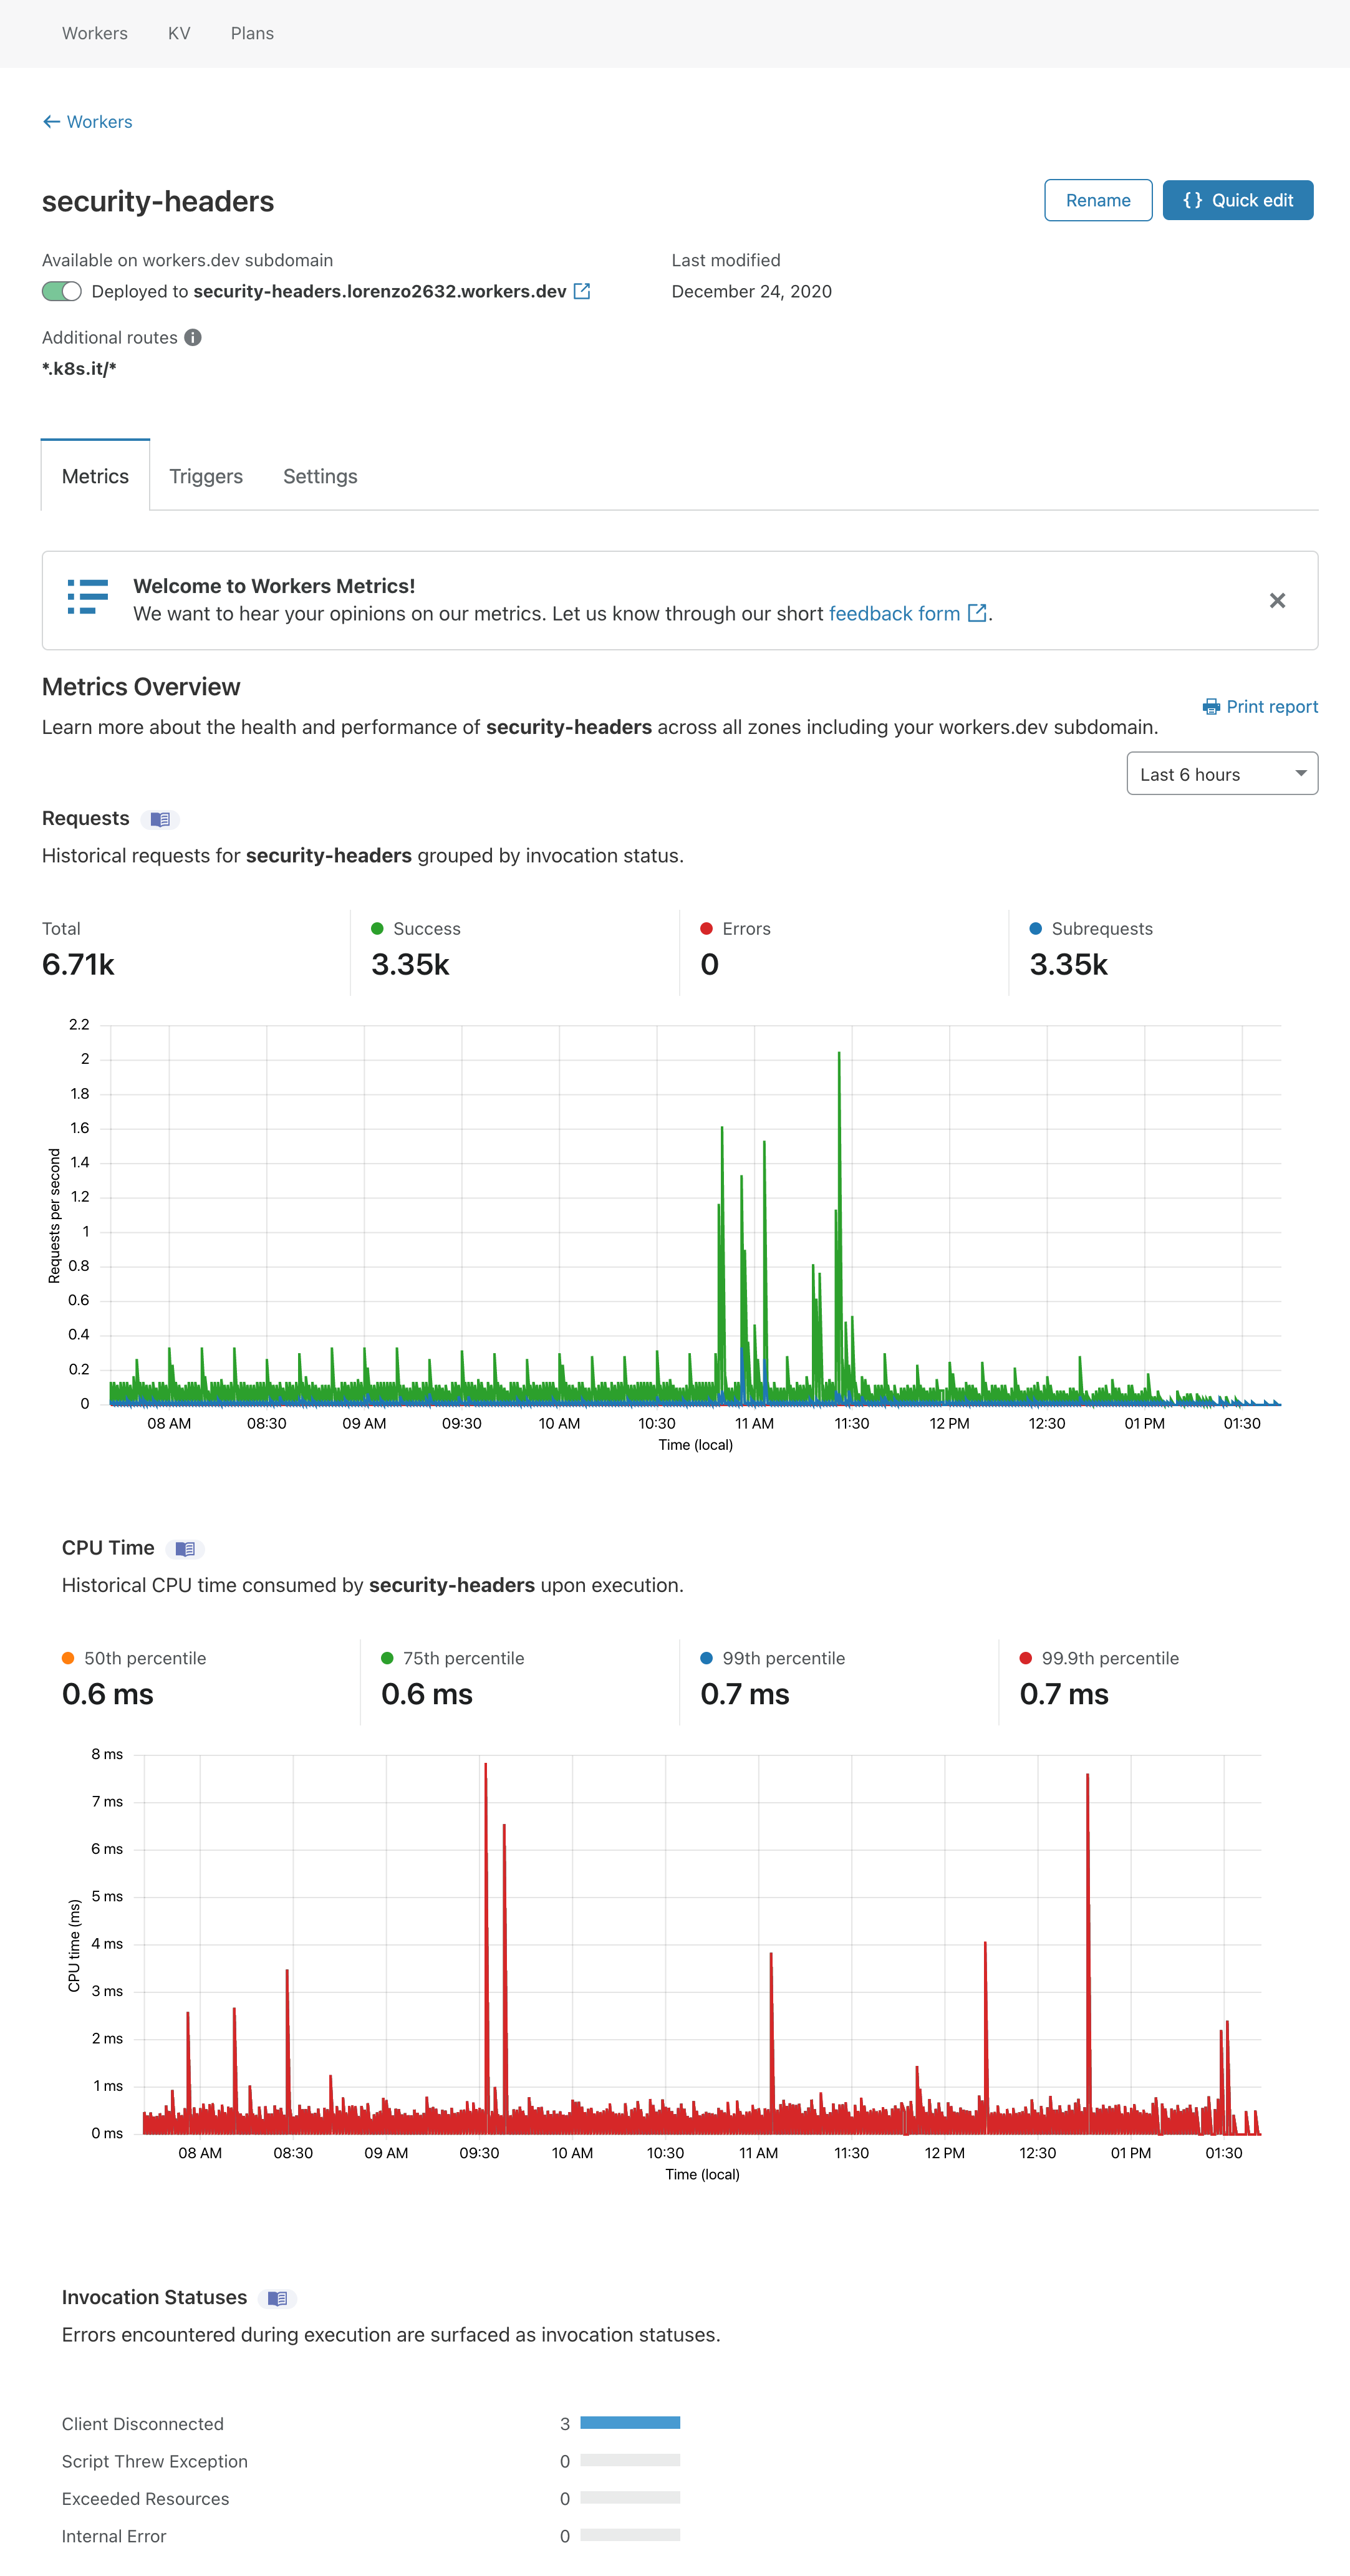 Workers KV Plans
← Workers
security-headers
Rename
{ } Quick edit
Available on workers.dev subdomain
Last modified
Deployed to security-headers.lorenzo2632.workers.dev
December 24, 2020
Additional routes
*.k8s.it/*
Metrics Triggers Settings
Welcome to Workers Metrics!
We want to hear your opinions on our metrics. Let us know through our short feedback form .
Metrics Overview
Print report
Learn more about the health and performance of security-headers across all zones including your workers.dev subdomain.
Last 6 hours
Requests
Historical requests for security-headers grouped by invocation status.
Total Success Errors Subrequests
6.71k 3.35k 0 3.35k
2.2
2
1.8
1.6
1.4
1.2
1
0.8
0.6
0.4
0.2
0
Requests per second
08 AM 08:30 09 AM 09:30 10 AM 10:30 11 AM 11:30 12 PM 12:30 01 PM 01:30
Time (local)
CPU Time
Historical CPU time consumed by security-headers upon execution.
50th percentile 75th percentile 99th percentile 99.9th percentile
0.6 ms 0.6 ms 0.7 ms 0.7 ms
8 ms
7 ms
6 ms
5 ms
4 ms
3 ms
2 ms
1 ms
0 ms
CPU time (ms)
08 AM 08:30 09 AM 09:30 10 AM 10:30 11 AM 11:30 12 PM 12:30 01 PM 01:30
Time (local)
Invocation Statuses
Errors encountered during execution are surfaced as invocation statuses.
Client Disconnected 3
Script Threw Exception 0
Exceeded Resources 0
Internal Error 0